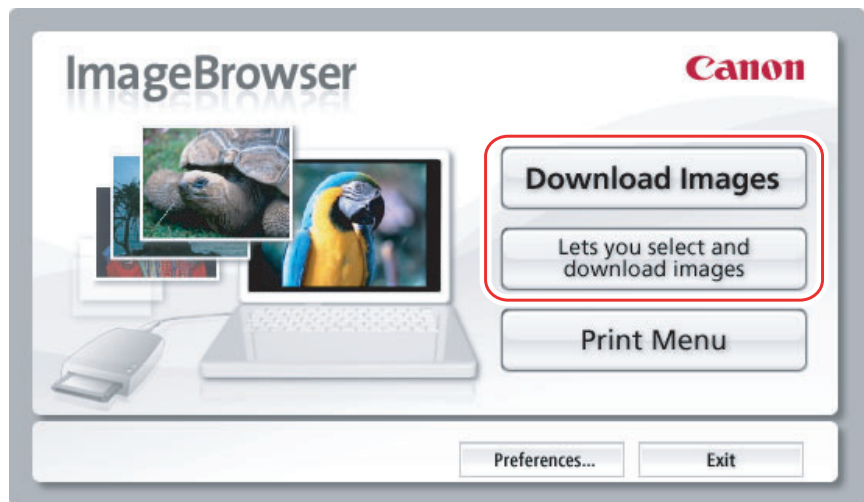 ImageBrowser
Canon
Download Images
Lets you select and
download images
Print Menu
Preferences...
Exit